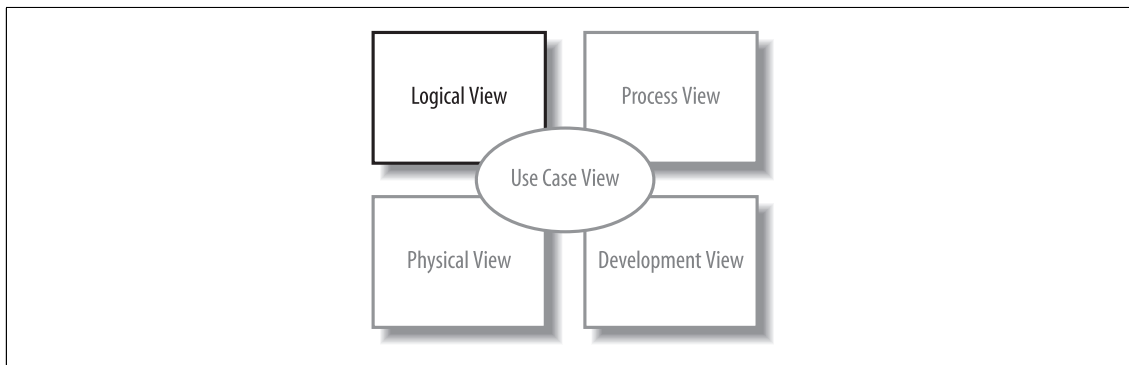 Logical View
Process View
Use Case View
Physical View
Development View